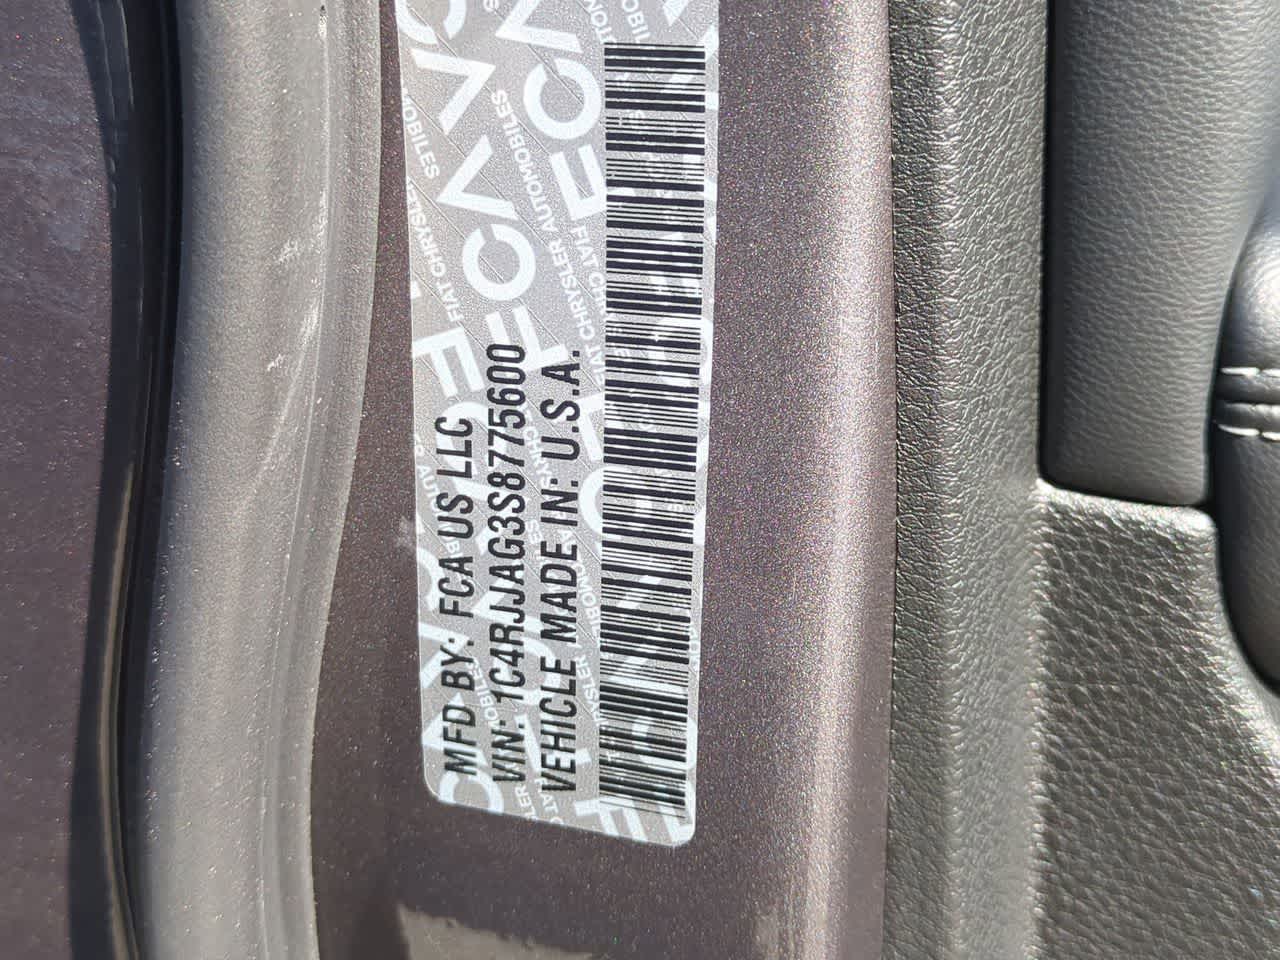 MFD BY: FCA US LLC
VIN: 1C4RJJAG3S8775600
VEHICLE MADE IN: U.S.A.